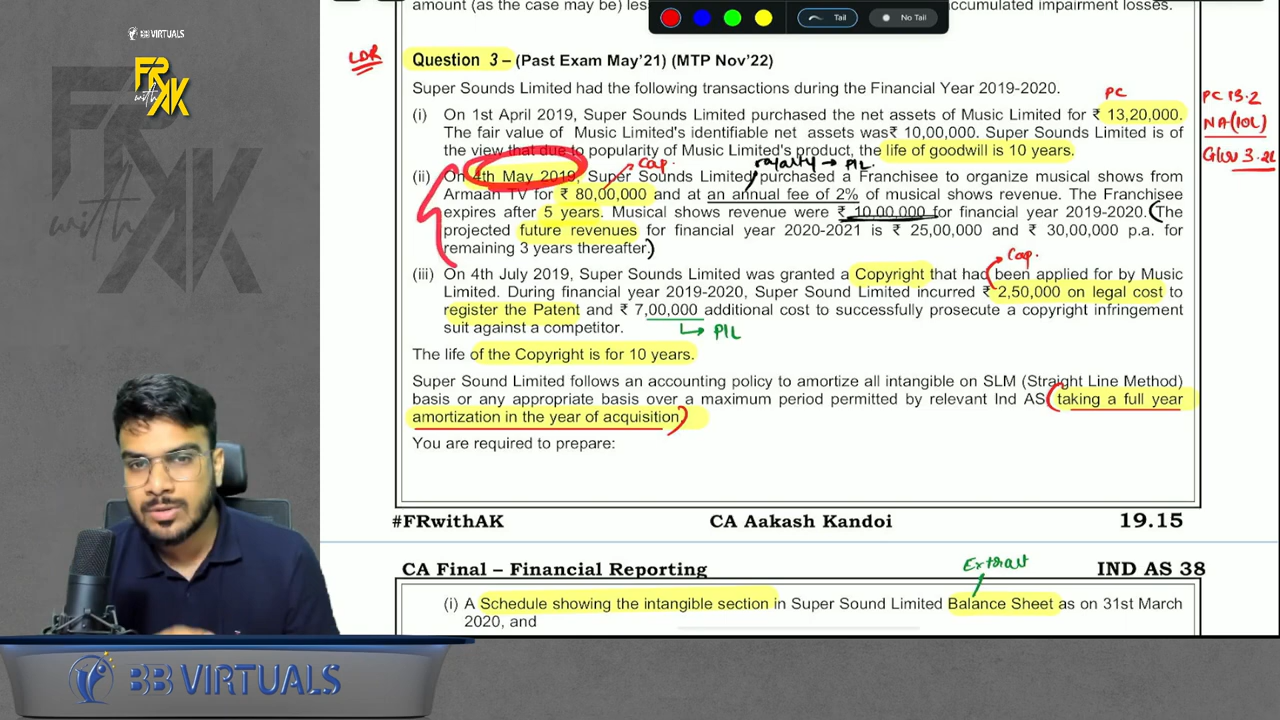 amount (as the case may be) les
ccumulated impairment losses.
Tail
No Tail
BB VIRTUALS
FR
with
AK
LDR
Question 3 – (Past Exam May'21) (MTP Nov'22)
Super Sounds Limited had the following transactions during the Financial Year 2019-2020.
PC
(i) On 1st April 2019, Super Sounds Limited purchased the net assets of Music Limited for ₹ 13,20,000.
The fair value of Music Limited's identifiable net assets was₹ 10,00,000. Super Sounds Limited is of
the view that due to popularity of Music Limited's product, the life of goodwill is 10 years.
PC 13.2
NA (10L)
G/W 3.2L
Cap.
royalty → P/L.
(ii) On 4th May 2019, Super Sounds Limited purchased a Franchisee to organize musical shows from
Armaan TV for ₹ 80,00,000 and at an annual fee of 2% of musical shows revenue. The Franchisee
expires after 5 years. Musical shows revenue were ₹ 10,00,000 for financial year 2019-2020. (The
projected future revenues for financial year 2020-2021 is ₹ 25,00,000 and ₹ 30,00,000 p.a. for
remaining 3 years thereafter.)
Cap.
(iii) On 4th July 2019, Super Sounds Limited was granted a Copyright that had been applied for by Music
Limited. During financial year 2019-2020, Super Sound Limited incurred ₹ 2,50,000 on legal cost to
register the Patent and ₹ 7,00,000 additional cost to successfully prosecute a copyright infringement
suit against a competitor.
P/L
The life of the Copyright is for 10 years.
Super Sound Limited follows an accounting policy to amortize all intangible on SLM (Straight Line Method)
basis or any appropriate basis over a maximum period permitted by relevant Ind AS (taking a full year
amortization in the year of acquisition)
You are required to prepare:
#FRwithAK CA Aakash Kandoi 19.15
CA Final – Financial Reporting IND AS 38
Extract
(i) A Schedule showing the intangible section in Super Sound Limited Balance Sheet as on 31st March
2020, and
BB VIRTUALS